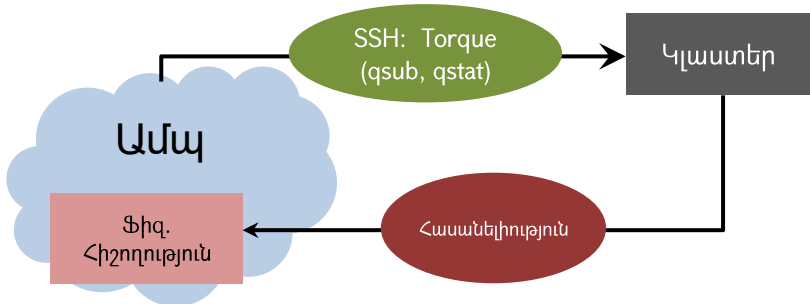 SSH: Torque
(qsub, qstat)
Կլաստեր
Ամպ
Ֆիզ.
Հիշողություն
Հասանելիություն